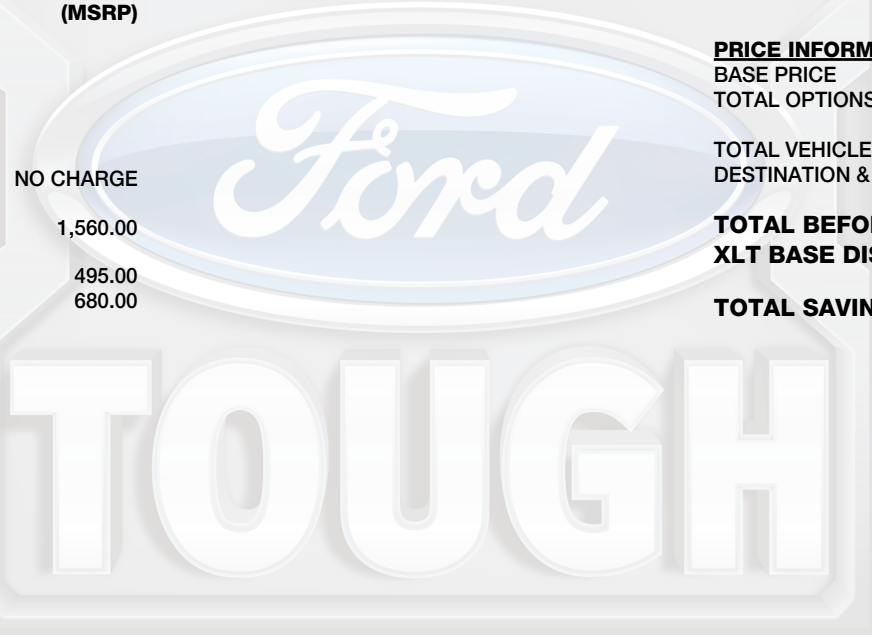 (MSRP)
NO CHARGE
1,560.00
495.00
680.00
PRICE INFORM
BASE PRICE
TOTAL OPTIONS
TOTAL VEHICLE
DESTINATION &
TOTAL BEFO
XLT BASE DIS
TOTAL SAVIN
Ford
TOUGH